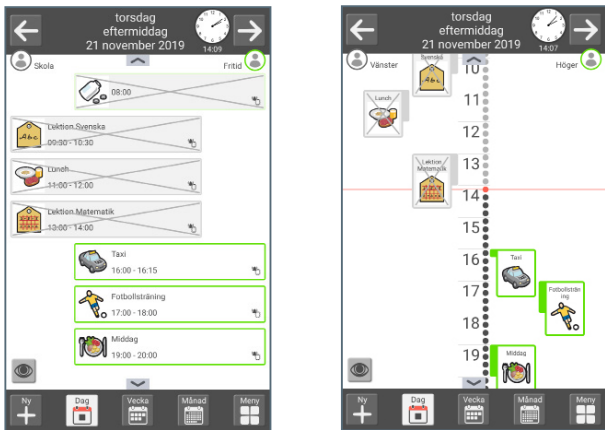 torsdag
eftermiddag
21 november 2019
14:09
Skola
Fritid
08:00
Lektion Svenska
09:30 - 10:30
Lunch
11:00 - 12:00
Lektion Matematik
13:00 - 14:00
Taxi
16:00 - 16:15
Fotbollsträning
17:00 - 18:00
Middag
19:00 - 20:00
Ny
Dag
Vecka
Månad
Meny
torsdag
eftermiddag
21 november 2019
14:07
Vänster
Höger
Svenska
10
Abc
Lunch
11
12
Lektion
Matematik
13
14
15
16
Taxi
17
Fotbollsträn
ing
18
19
Middag
Ny
Dag
Vecka
Månad
Meny